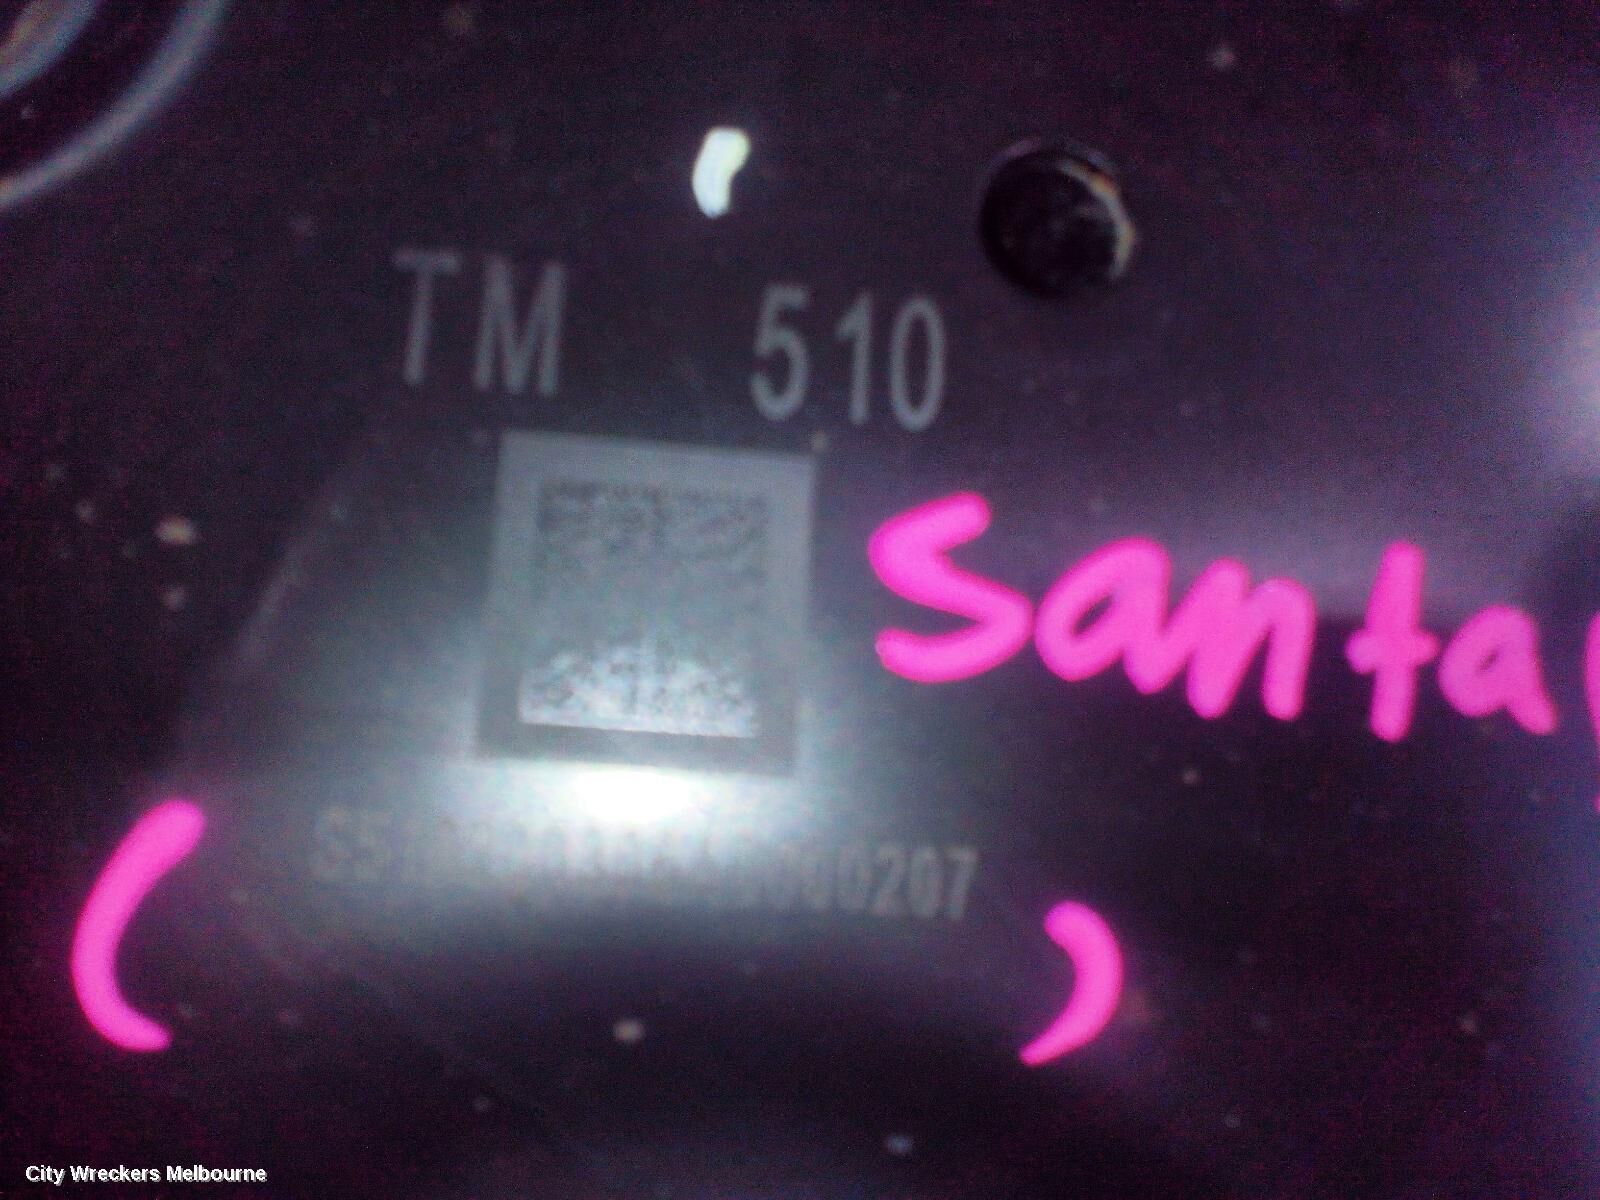 TM 510
Santa
City Wreckers Melbourne